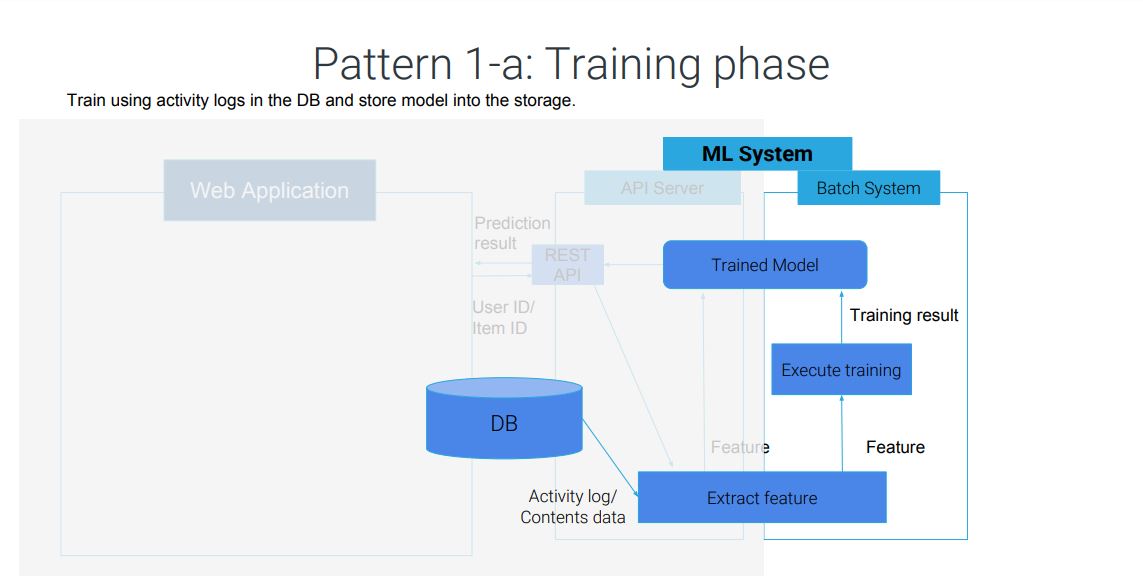 Pattern 1-a: Training phase
Train using activity logs in the DB and store model into the storage.
ML System
Web Application
API Server
Batch System
Prediction
result
REST
API
Trained Model
User ID/
Item ID
Training result
Execute training
DB
Feature
Feature
Activity log/
Contents data
Extract feature